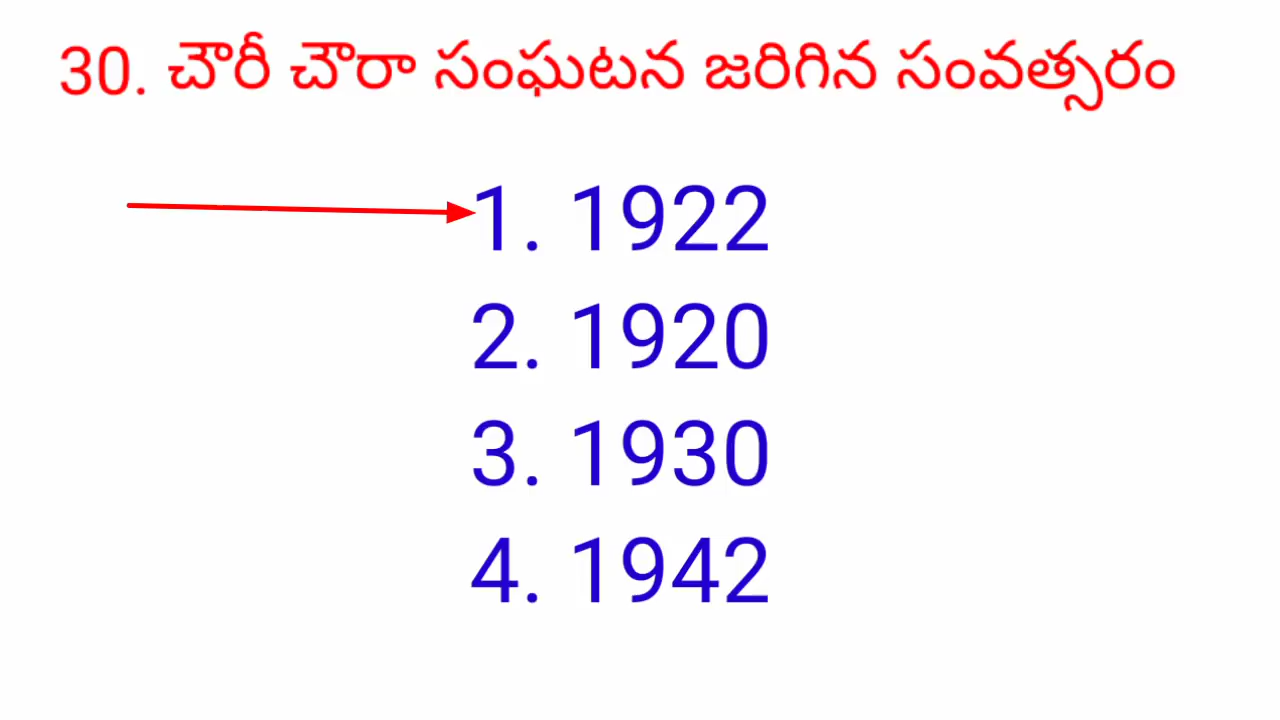 30. చౌరీ చౌరా సంఘటన జరిగిన సంవత్సరం
1. 1922
2. 1920
3. 1930
4. 1942